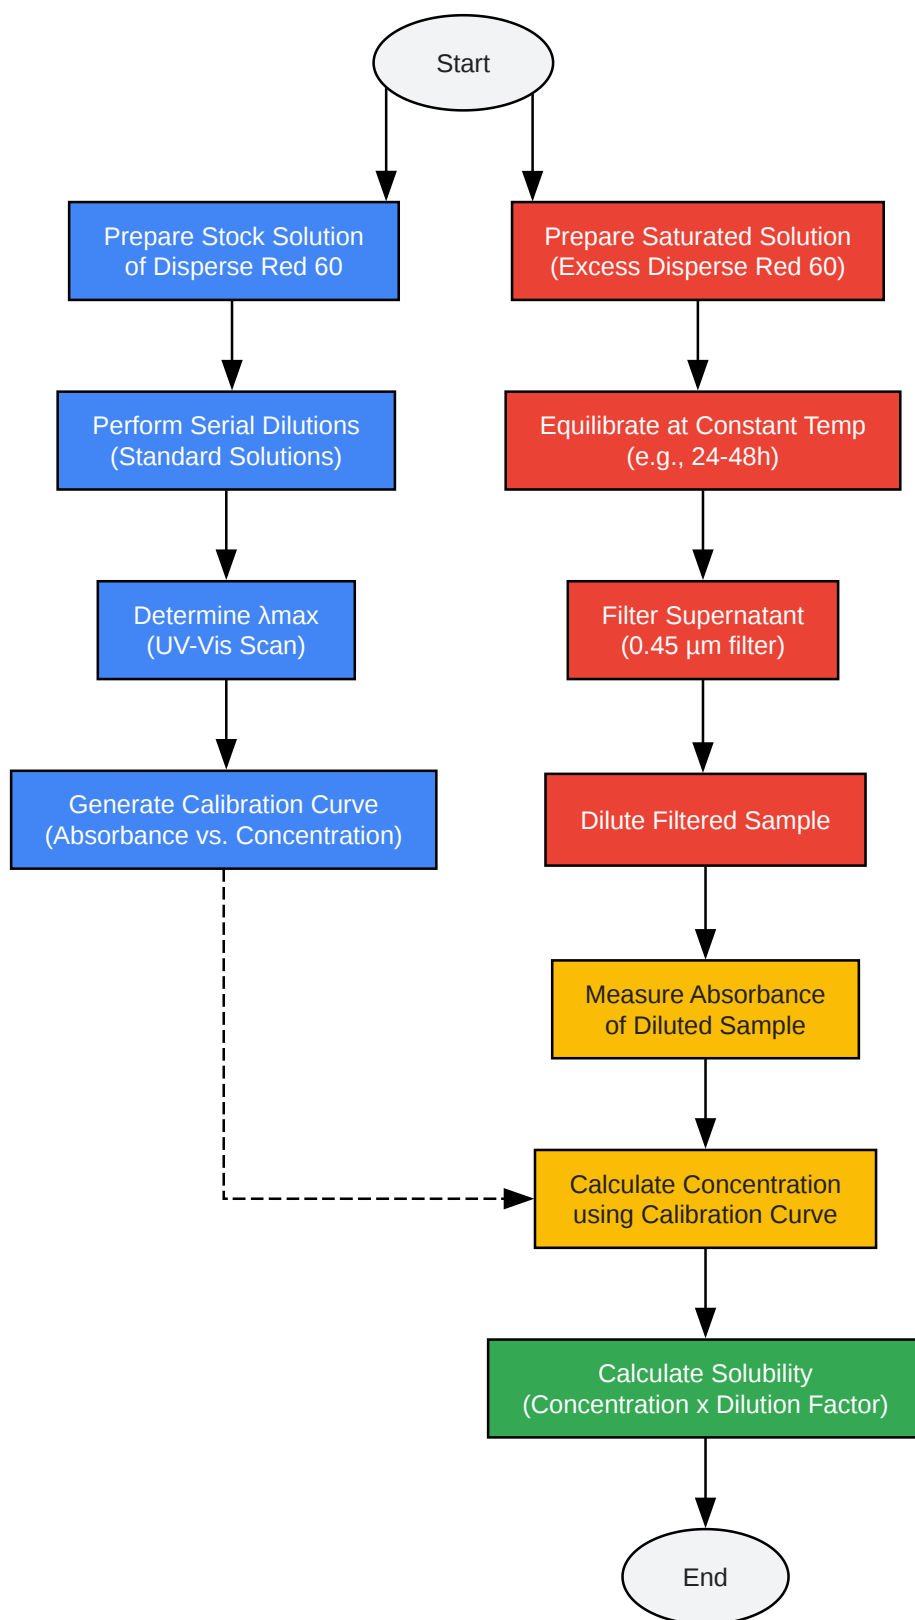 Start
Prepare Stock Solution
of Disperse Red 60
Prepare Saturated Solution
(Excess Disperse Red 60)
Perform Serial Dilutions
(Standard Solutions)
Equilibrate at Constant Temp
(e.g., 24-48h)
Determine λmax
(UV-Vis Scan)
Filter Supernatant
(0.45 µm filter)
Generate Calibration Curve
(Absorbance vs. Concentration)
Dilute Filtered Sample
Measure Absorbance
of Diluted Sample
Calculate Concentration
using Calibration Curve
Calculate Solubility
(Concentration x Dilution Factor)
End